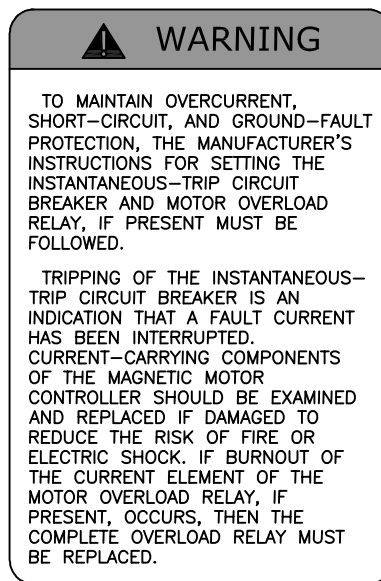 WARNING
TO MAINTAIN OVERCURRENT,
SHORT-CIRCUIT, AND GROUND-FAULT
PROTECTION, THE MANUFACTURER'S
INSTRUCTIONS FOR SETTING THE
INSTANTANEOUS-TRIP CIRCUIT
BREAKER AND MOTOR OVERLOAD
RELAY, IF PRESENT MUST BE
FOLLOWED.
TRIPPING OF THE INSTANTANEOUS-
TRIP CIRCUIT BREAKER IS AN
INDICATION THAT A FAULT CURRENT
HAS BEEN INTERRUPTED.
CURRENT-CARRYING COMPONENTS
OF THE MAGNETIC MOTOR
CONTROLLER SHOULD BE EXAMINED
AND REPLACED IF DAMAGED TO
REDUCE THE RISK OF FIRE OR
ELECTRIC SHOCK. IF BURNOUT OF
THE CURRENT ELEMENT OF THE
MOTOR OVERLOAD RELAY, IF
PRESENT, OCCURS, THEN THE
COMPLETE OVERLOAD RELAY MUST
BE REPLACED.